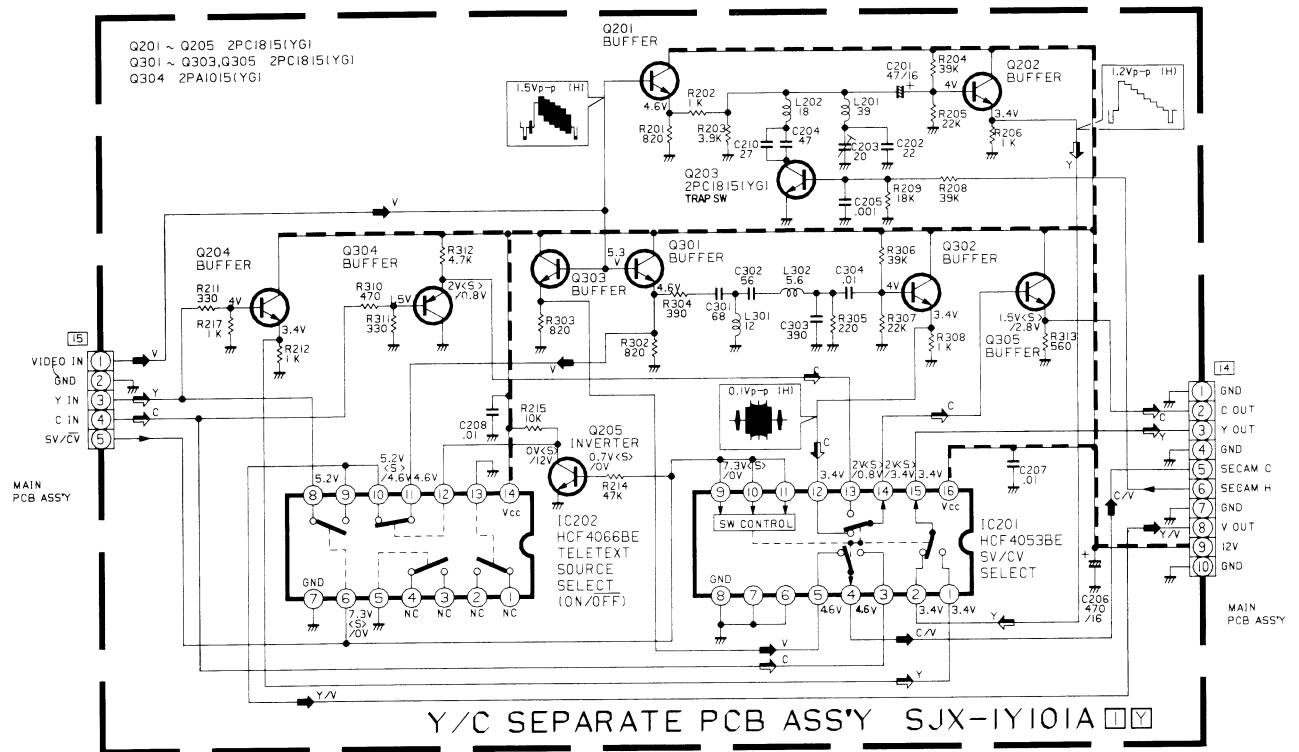 Q201 ~ Q205 2PC1815(YG)
Q301 ~ Q303,Q305 2PC1815(YG)
Q304 2PA1015(YG)
Q201
BUFFER
1.5Vp-p (H)
4.6V
R202
1K
R201
820
R203
3.9K
L202
18
L201
39
C201
47/16
+
R204
39K
Q202
BUFFER
4V
3.4V
R205
22K
R206
1K
1.2Vp-p (H)
Y
C210
27
C204
47
C203
20
C202
22
Q203
2PC1815(YG)
TRAP SW
C205
.001
R209
18K
R208
39K
V
Q204
BUFFER
R211
330
4V
R217
1K
3.4V
R212
1K
Q304
BUFFER
R310
470
1.5V
R311
330
R312
4.7K
2V<S>
/0.8V
Q303
BUFFER
R303
820
5.3
V
Q301
BUFFER
4.6V
R304
390
R302
820
V
C301
68
C302
56
L301
12
L302
5.6
C303
390
C304
.01
R305
220
R306
39K
4V
R307
22K
Q302
BUFFER
3.4V
R308
1K
1.5V<S>
/2.8V
Q305
BUFFER
R313
560
15
VIDEO IN
GND
Y IN
C IN
SV/CV
1
2
3
4
5
V
Y
C
MAIN
PCB ASS'Y
C208
.01
R215
10K
Q205
INVERTER
0V<S>
/12V
0.7V<S>
/0V
R214
47K
0.1Vp-p (H)
C
C
C
5.2V
5.2V
<S>
/4.6V
4.6V
8 9 10 11 12 13 14
Vcc
IC202
HCF4066BE
TELETEXT
SOURCE
SELECT
(ON/OFF)
GND
7 6 5 4 3 2 1
NC NC NC NC
7.3V
<S>
/0V
7.3V<S>
/0V
3.4V
2V<S>
/0.8V
2V<S>
/3.4V
3.4V
9 10 11 12 13 14 15 16
Vcc
SW CONTROL
IC201
HCF4053BE
SV/CV
SELECT
GND
8 7 6 5 4 3 2 1
4.6V
4.6V
3.4V
3.4V
C207
.01
+
C206
470
/16
C/V
Y/V
V
C
Y
C/V
Y
Y/V
14
1 GND
2 C OUT
3 Y OUT
4 GND
5 SECAM C
6 SECAM H
7 GND
8 V OUT
9 12V
10 GND
C
Y
MAIN
PCB ASS'Y
Y/C SEPARATE PCB ASS'Y SJX-1Y101A 1 Y